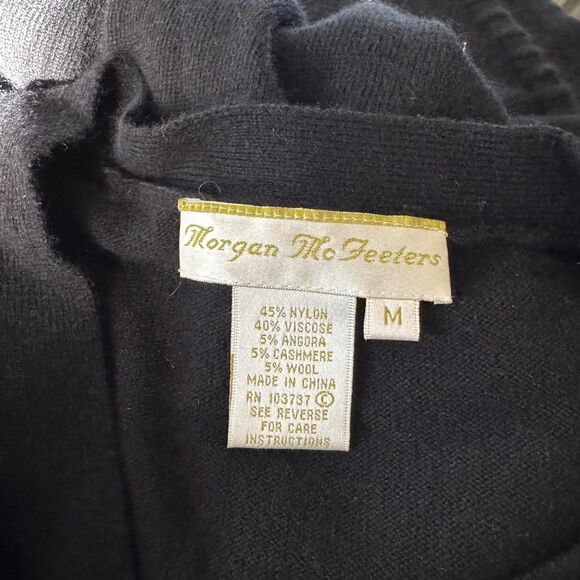 Morgan McFeeters
M
45% NYLON
40% VISCOSE
5% ANGORA
5% CASHMERE
5% WOOL
MADE IN CHINA
RN 103737 ©
SEE REVERSE
FOR CARE
INSTRUCTIONS